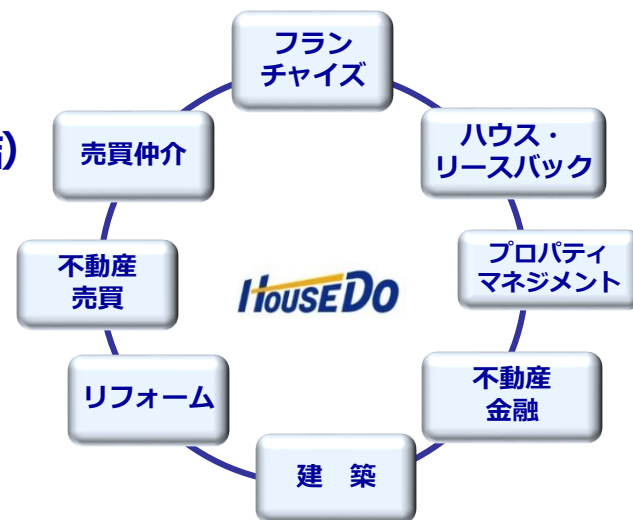 フラン
チャイズ
ハウス・
リースバック
プロパティ
マネジメント
不動産
金融
建　築
リフォーム
不動産
売買
売買仲介
HOUSEDO